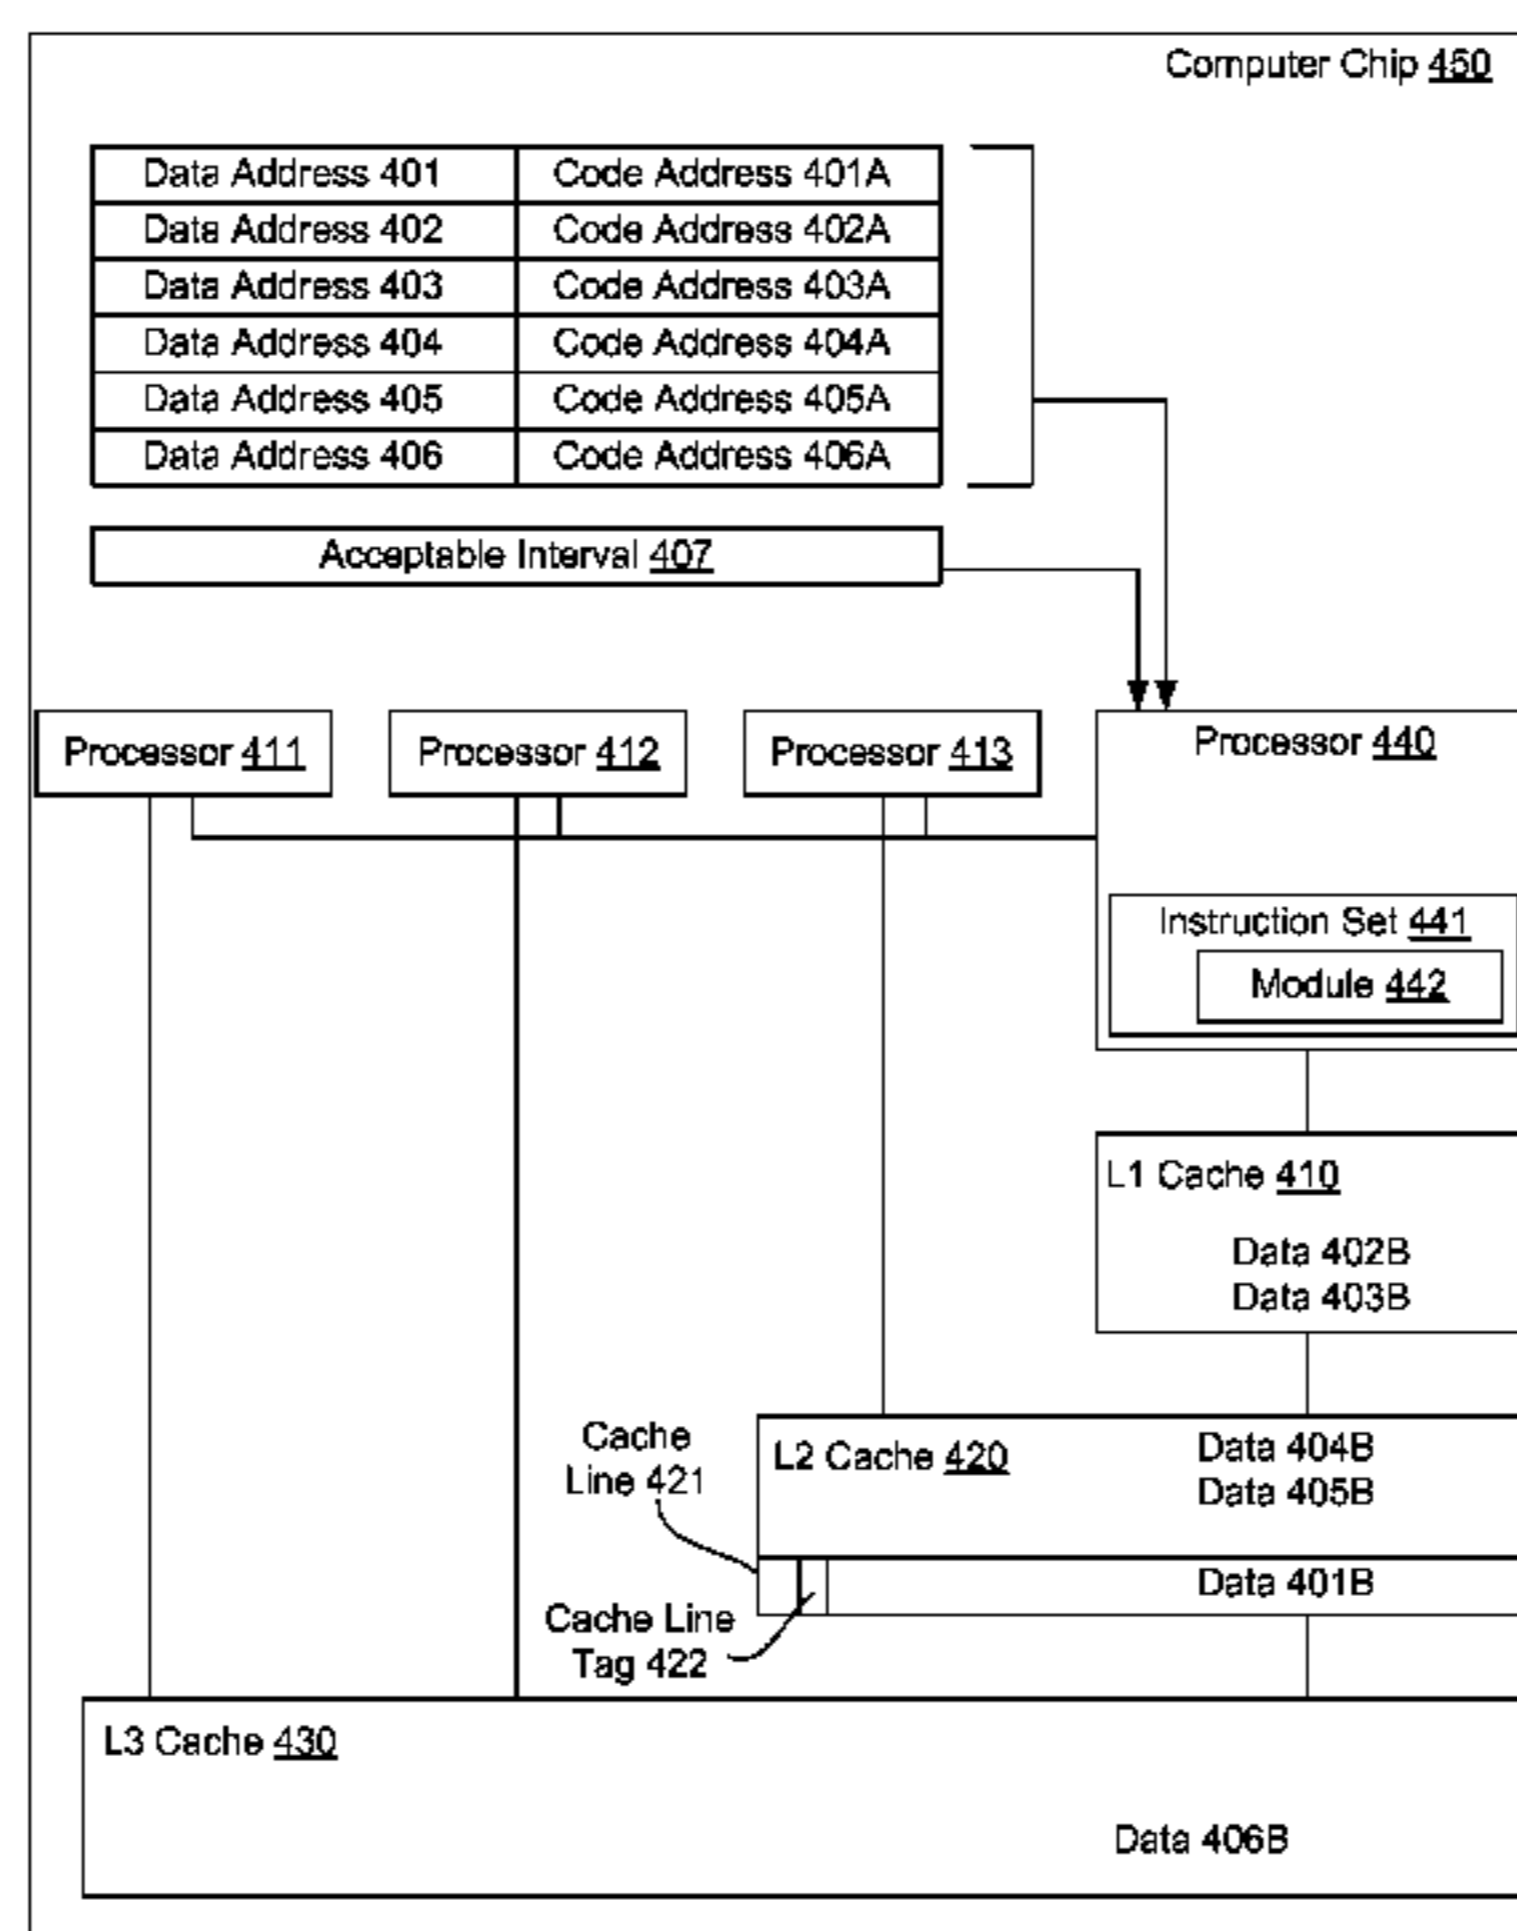 Computer Chip 450
Data Address 401 Code Address 401A
Data Address 402 Code Address 402A
Data Address 403 Code Address 403A
Data Address 404 Code Address 404A
Data Address 405 Code Address 405A
Data Address 406 Code Address 406A
Acceptable Interval 407
Processor 411
Processor 412
Processor 413
Processor 440
Instruction Set 441
Module 442
L1 Cache 410
Data 402B
Data 403B
Cache
Line 421
L2 Cache 420
Data 404B
Data 405B
Data 401B
Cache Line
Tag 422
L3 Cache 430
Data 406B